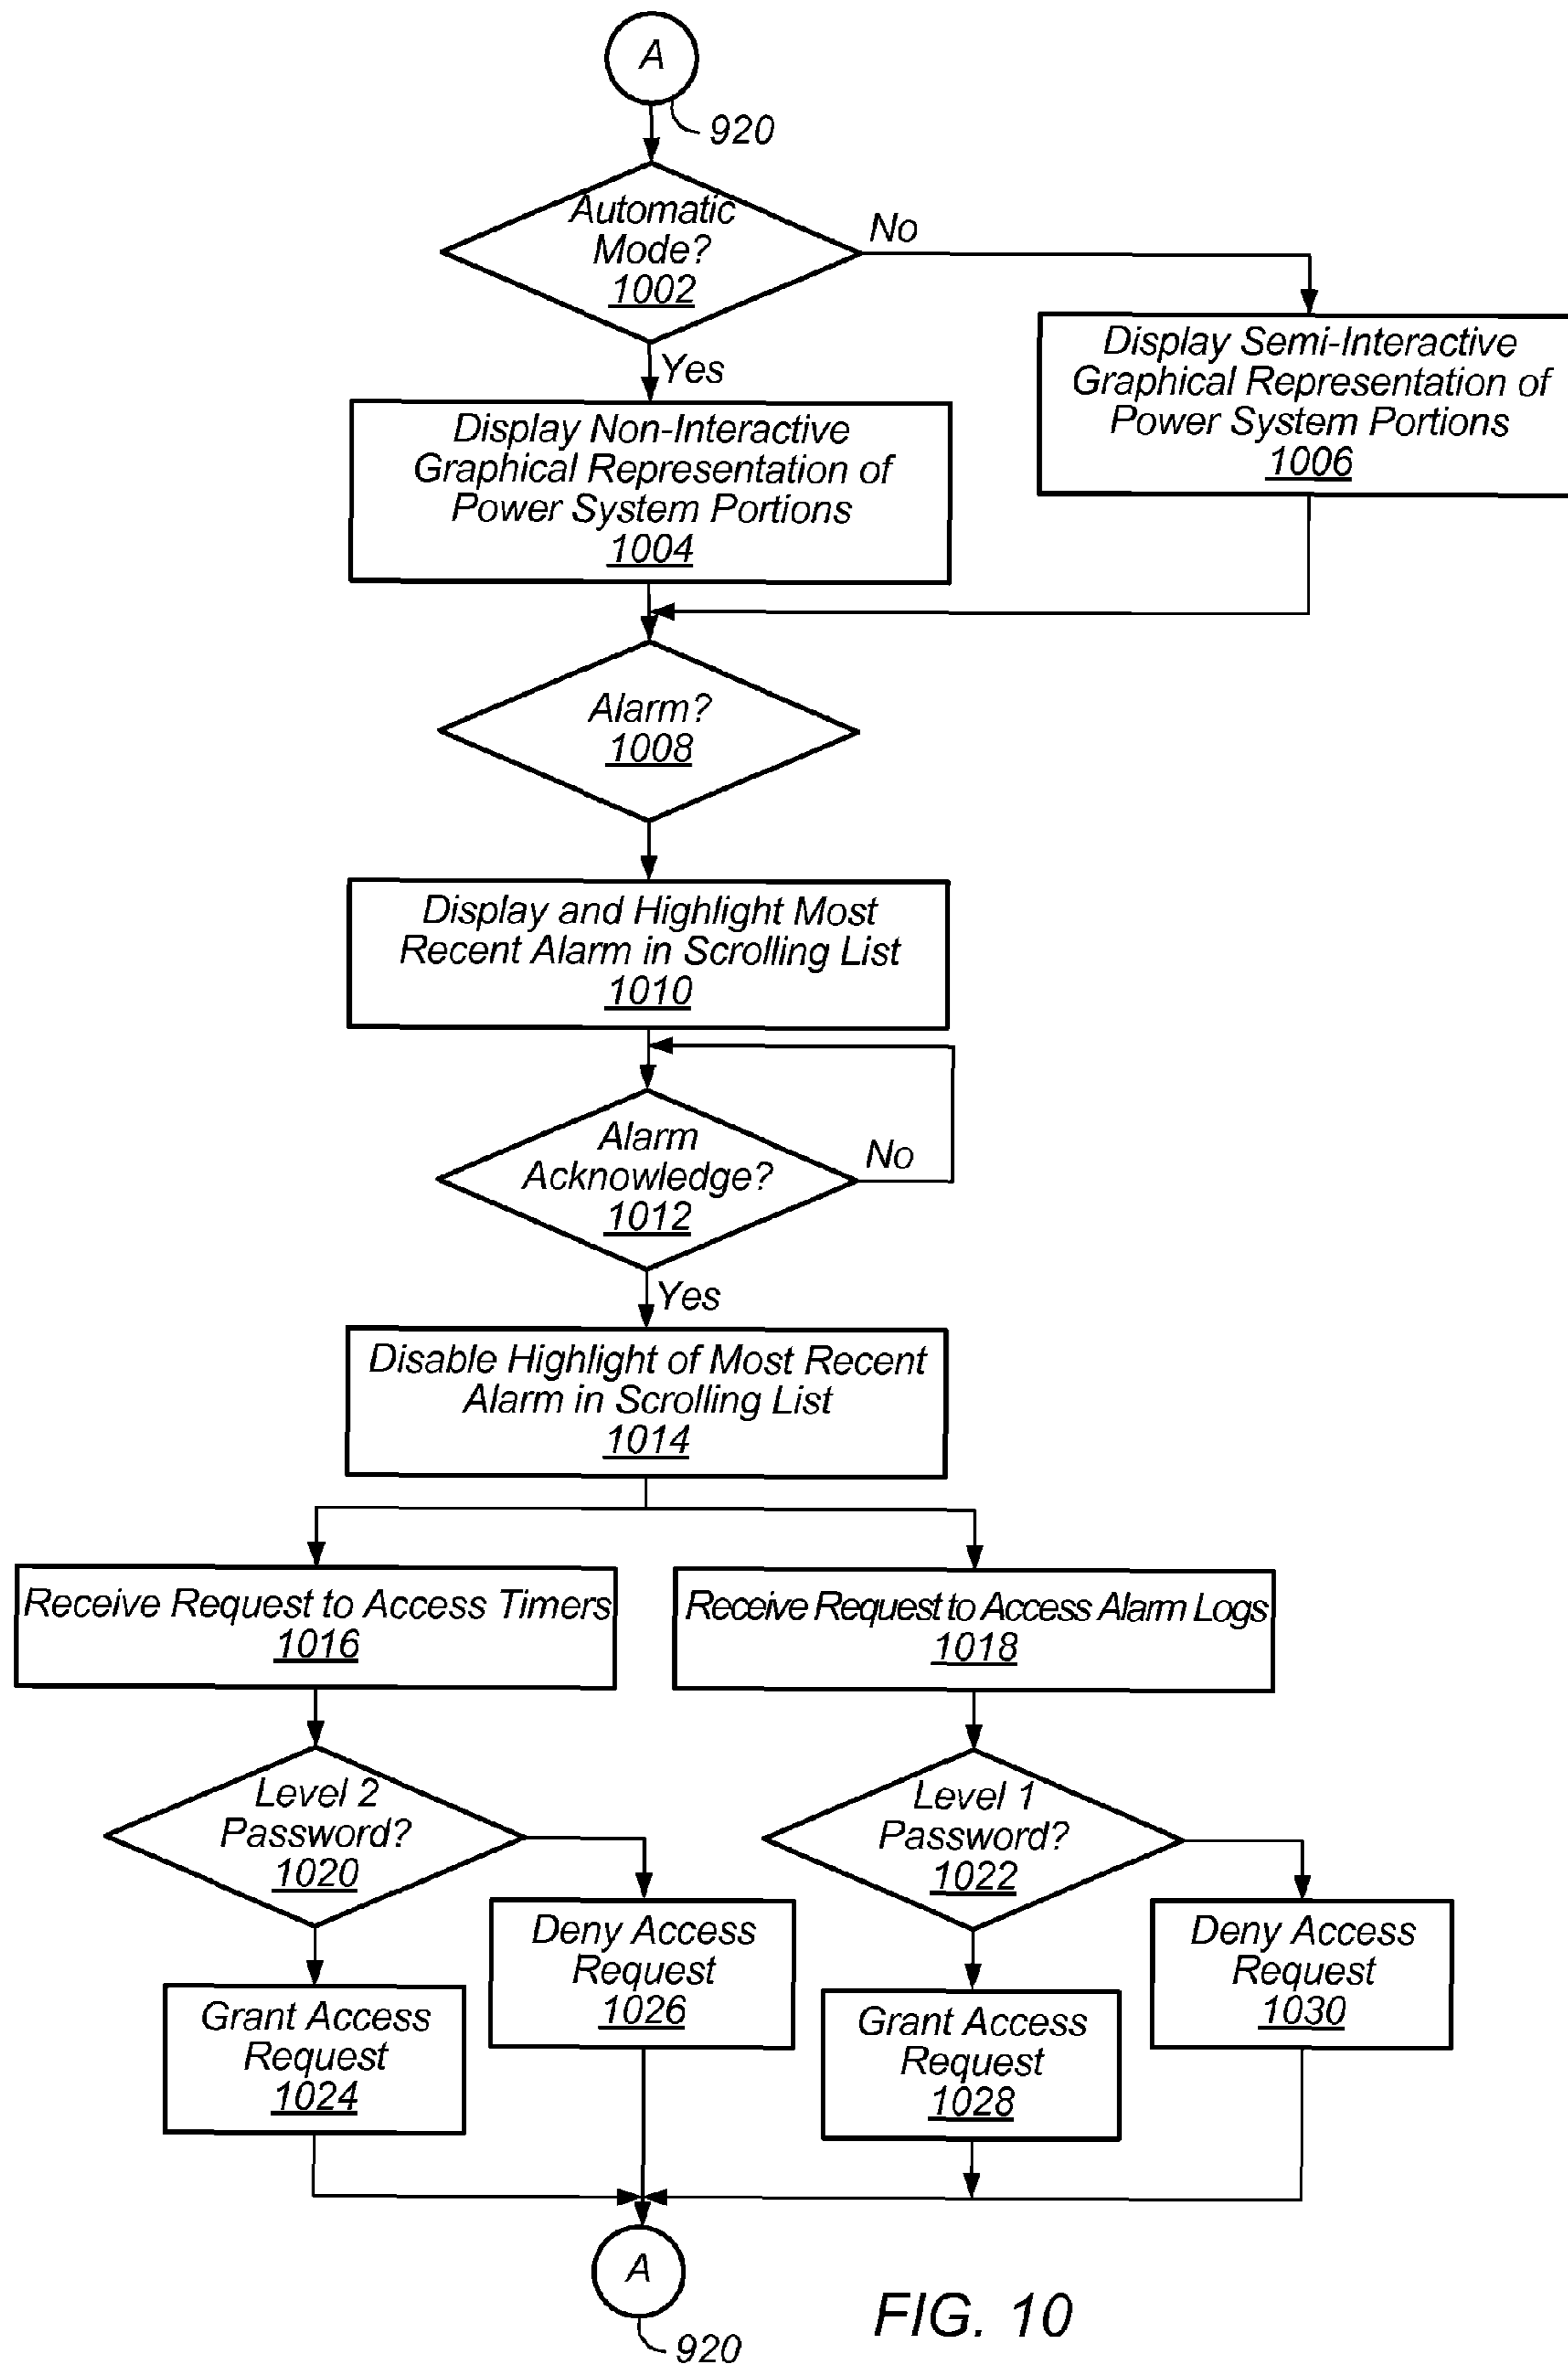 A
920
Automatic
Mode?
1002
No
Yes
Display Semi-Interactive
Graphical Representation of
Power System Portions
1006
Display Non-Interactive
Graphical Representation of
Power System Portions
1004
Alarm?
1008
Display and Highlight Most
Recent Alarm in Scrolling List
1010
Alarm
Acknowledge?
1012
No
Yes
Disable Highlight of Most Recent
Alarm in Scrolling List
1014
Receive Request to Access Timers
1016
Receive Request to Access Alarm Logs
1018
Level 2
Password?
1020
Level 1
Password?
1022
Deny Access
Request
1026
Deny Access
Request
1030
Grant Access
Request
1024
Grant Access
Request
1028
A
920
FIG. 10